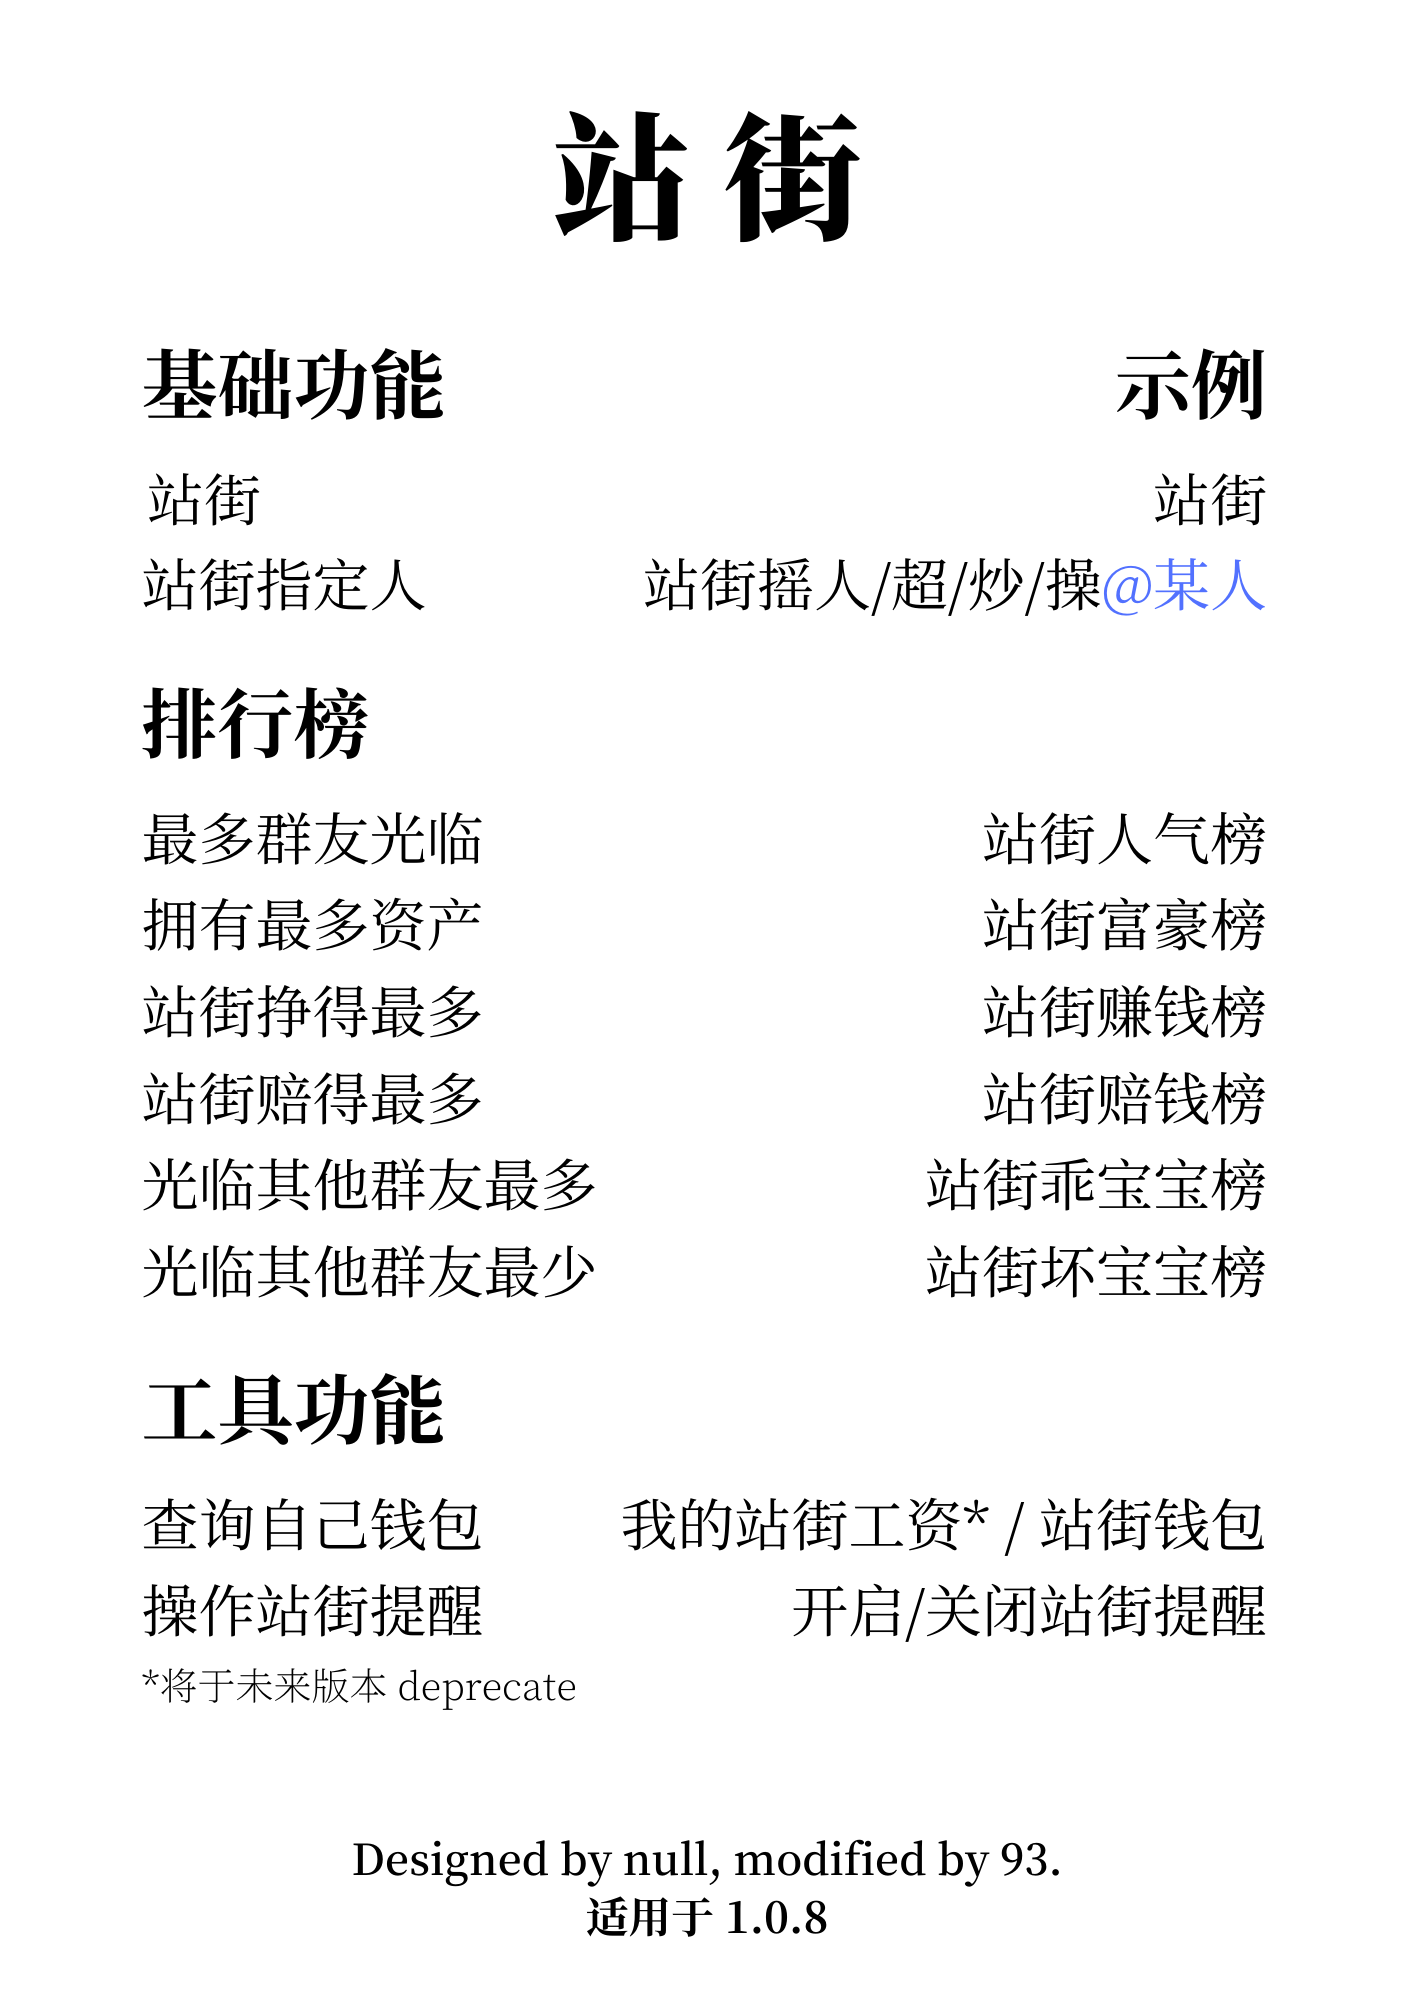 站 街
基础功能 示例
站街 站街
站街指定人 站街摇人/超/炒/操@某人
排行榜
最多群友光临 站街人气榜
拥有最多资产 站街富豪榜
站街挣得最多 站街赚钱榜
站街赔得最多 站街赔钱榜
光临其他群友最多 站街乖宝宝榜
光临其他群友最少 站街坏宝宝榜
工具功能
查询自己钱包 我的站街工资* / 站街钱包
操作站街提醒 开启/关闭站街提醒
*将于未来版本 deprecate
Designed by null, modified by 93.
适用于 1.0.8